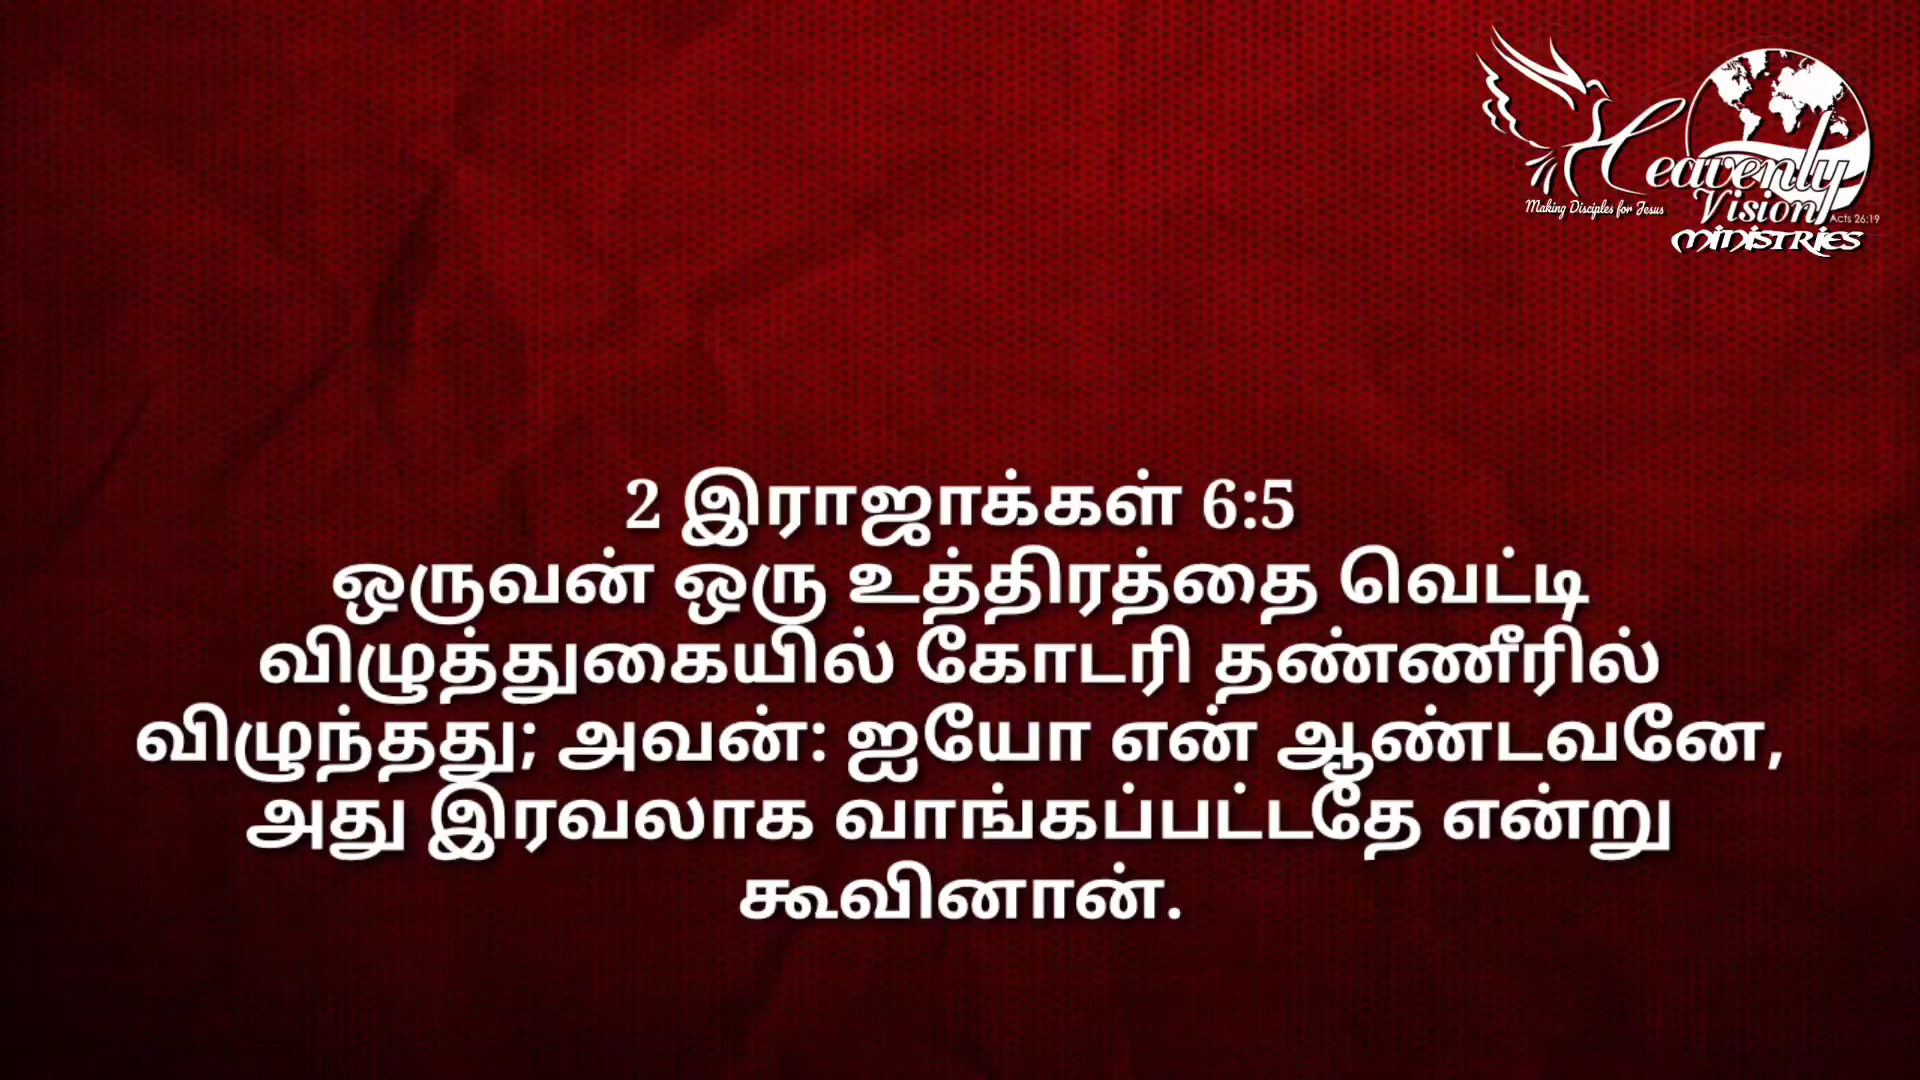 Heavenly
Vision
Acts 26:19
Making Disciples for Jesus
MINISTRIES
2 இராஜாக்கள் 6:5
ஒருவன் ஒரு உத்திரத்தை வெட்டி
விழுத்துகையில் கோடரி தண்ணீரில்
விழுந்தது; அவன்: ஐயோ என் ஆண்டவனே,
அது இரவலாக வாங்கப்பட்டதே என்று
கூவினான்.